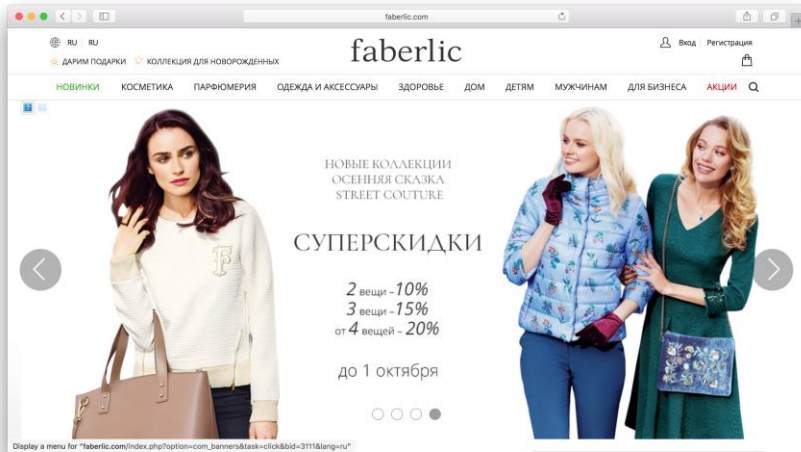 faberlic.com
RU RU
faberlic
Вход Регистрация
ДАРИМ ПОДАРКИ КОЛЛЕКЦИЯ ДЛЯ НОВОРОЖДЕННЫХ
НОВИНКИ КОСМЕТИКА ПАРФЮМЕРИЯ ОДЕЖДА И АКСЕССУАРЫ ЗДОРОВЬЕ ДОМ ДЕТЯМ МУЖЧИНАМ ДЛЯ БИЗНЕСА АКЦИИ
НОВЫЕ КОЛЛЕКЦИИ
ОСЕННЯЯ СКАЗКА
STREET COUTURE
СУПЕРСКИДКИ
F
2 вещи – 10%
3 вещи – 15%
от 4 вещей – 20%
до 1 октября
Display a menu for "faberlic.com/index.php?option=com_banners&task=click&bid=3111&lang=ru"